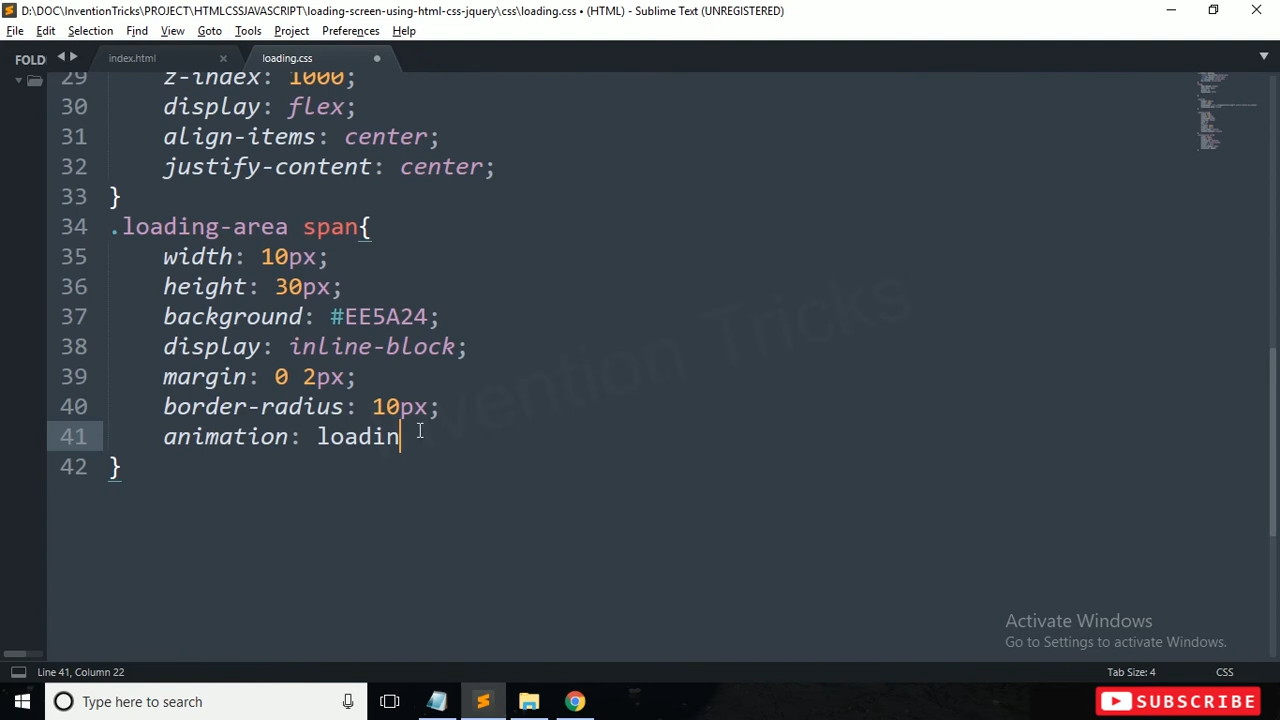 D:\DOC\InventionTricks\PROJECT\HTMLCSSJAVASCRIPT\loading-screen-using-html-css-jquery\css\loading.css • (HTML) - Sublime Text (UNREGISTERED)
File Edit Selection Find View Goto Tools Project Preferences Help
FOLD
index.html
loading.css
29 z-index: 1000;
30 display: flex;
31 align-items: center;
32 justify-content: center;
33 }
34 .loading-area span{
35 width: 10px;
36 height: 30px;
37 background: #EE5A24;
38 display: inline-block;
39 margin: 0 2px;
40 border-radius: 10px;
41 animation: loadin
42 }
Invention Tricks
Activate Windows
Go to Settings to activate Windows.
Line 41, Column 22
Tab Size: 4
CSS
Type here to search
SUBSCRIBE